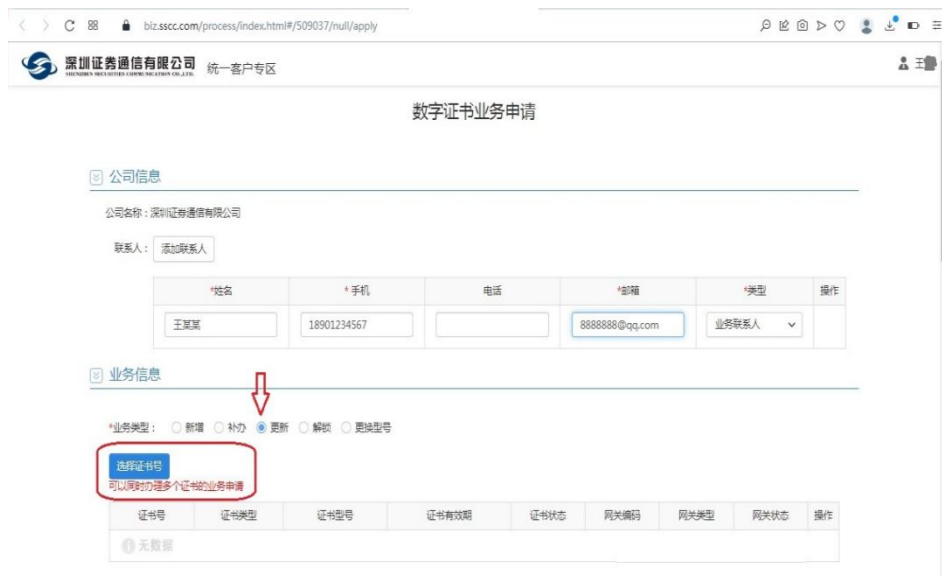 biz.sscc.com/process/index.html#/509037/null/apply
深圳证券通信有限公司 统一客户专区 王
SHENZHEN SECURITIES COMMUNICATION CO.,LTD.
数字证书业务申请
公司信息
公司名称：深圳证券通信有限公司
联系人： 添加联系人
*姓名 *手机 电话 *邮箱 *类型 操作
王某某 18901234567 8888888@qq.com 业务联系人
业务信息
*业务类型： 新增 补办 更新 解锁 更换型号
选择证书号
可以同时办理多个证书的业务申请
证书号 证书类型 证书型号 证书有效期 证书状态 网关编码 网关类型 网关状态 操作
无数据